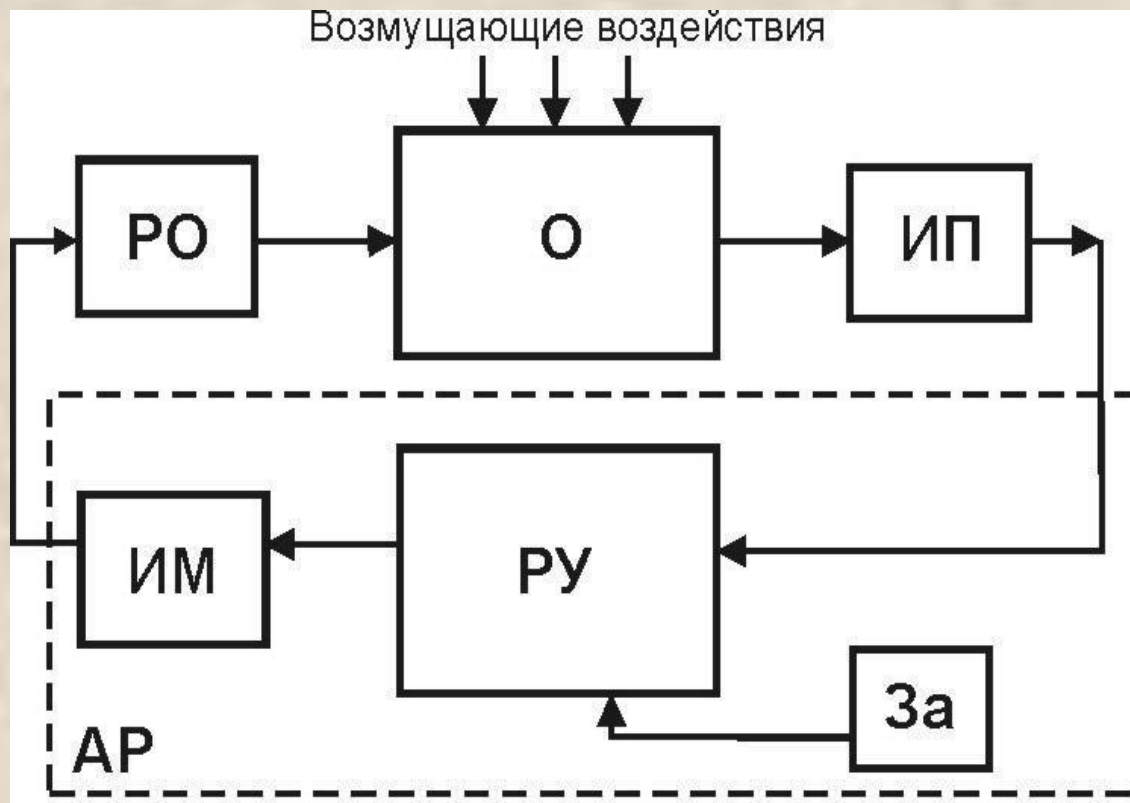 Возмущающие воздействия
РО
О
ИП
ИМ
РУ
За
АР